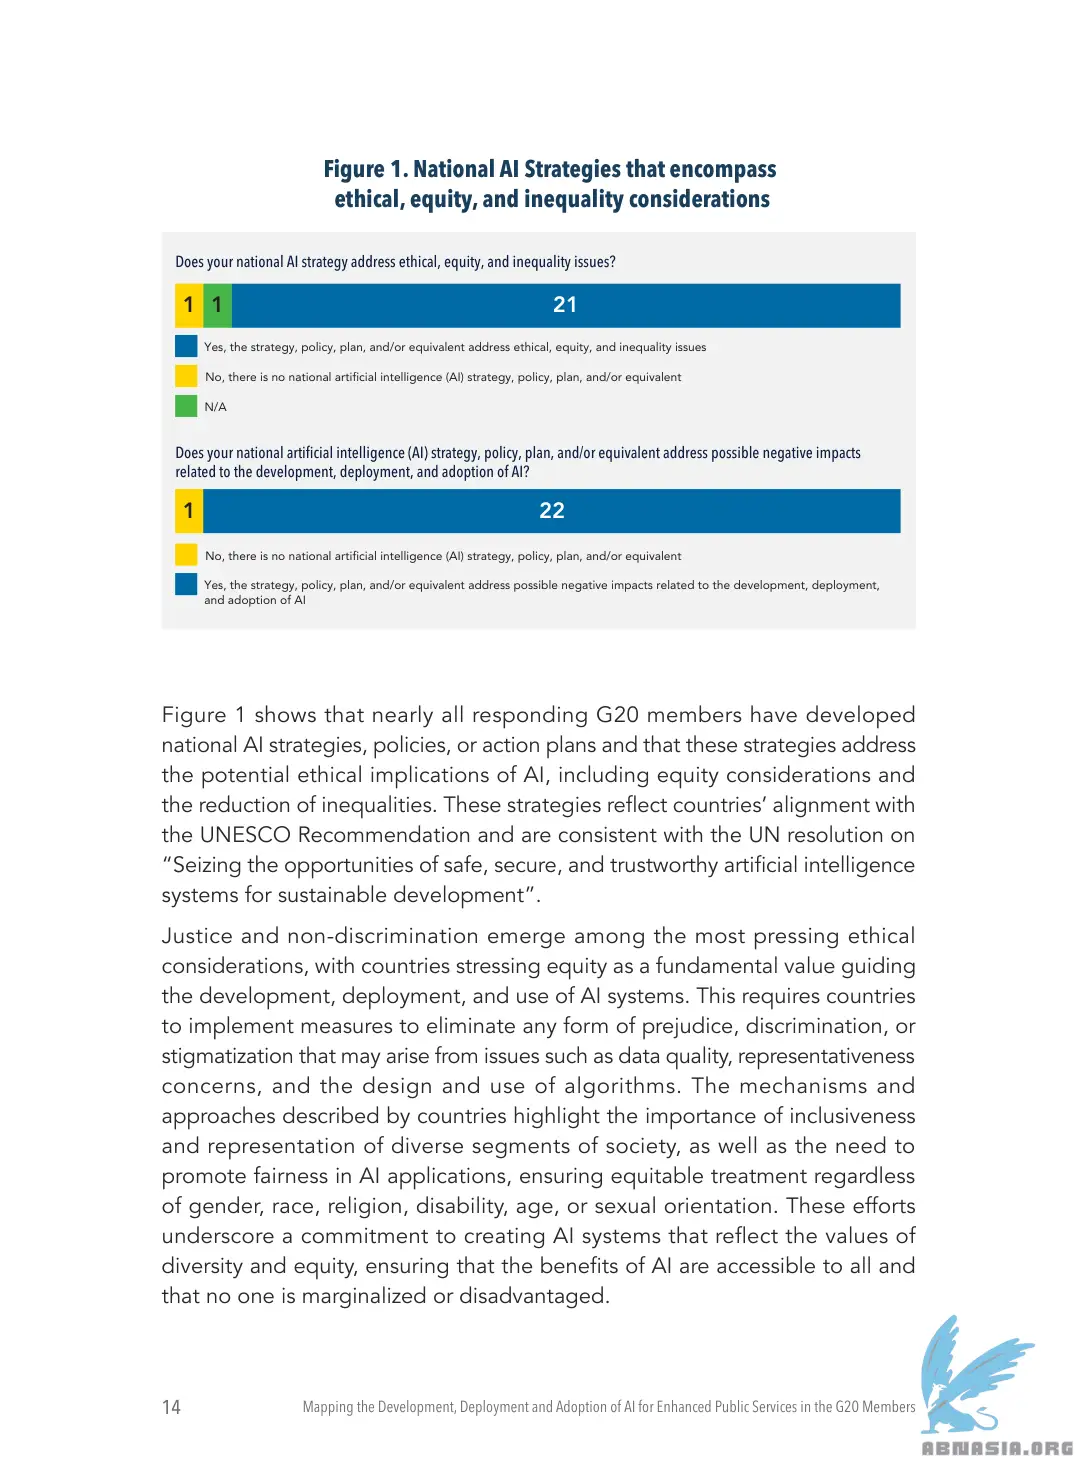 Figure 1. National AI Strategies that encompass
ethical, equity, and inequality considerations
Does your national AI strategy address ethical, equity, and inequality issues?
1 1 21
Yes, the strategy, policy, plan, and/or equivalent address ethical, equity, and inequality issues
No, there is no national artificial intelligence (AI) strategy, policy, plan, and/or equivalent
N/A
Does your national artificial intelligence (AI) strategy, policy, plan, and/or equivalent address possible negative impacts
related to the development, deployment, and adoption of AI?
1 22
No, there is no national artificial intelligence (AI) strategy, policy, plan, and/or equivalent
Yes, the strategy, policy, plan, and/or equivalent address possible negative impacts related to the development, deployment,
and adoption of AI
Figure 1 shows that nearly all responding G20 members have developed
national AI strategies, policies, or action plans and that these strategies address
the potential ethical implications of AI, including equity considerations and
the reduction of inequalities. These strategies reflect countries’ alignment with
the UNESCO Recommendation and are consistent with the UN resolution on
“Seizing the opportunities of safe, secure, and trustworthy artificial intelligence
systems for sustainable development”.
Justice and non-discrimination emerge among the most pressing ethical
considerations, with countries stressing equity as a fundamental value guiding
the development, deployment, and use of AI systems. This requires countries
to implement measures to eliminate any form of prejudice, discrimination, or
stigmatization that may arise from issues such as data quality, representativeness
concerns, and the design and use of algorithms. The mechanisms and
approaches described by countries highlight the importance of inclusiveness
and representation of diverse segments of society, as well as the need to
promote fairness in AI applications, ensuring equitable treatment regardless
of gender, race, religion, disability, age, or sexual orientation. These efforts
underscore a commitment to creating AI systems that reflect the values of
diversity and equity, ensuring that the benefits of AI are accessible to all and
that no one is marginalized or disadvantaged.
14 Mapping the Development, Deployment and Adoption of AI for Enhanced Public Services in the G20 Members
ABNASIA.ORG